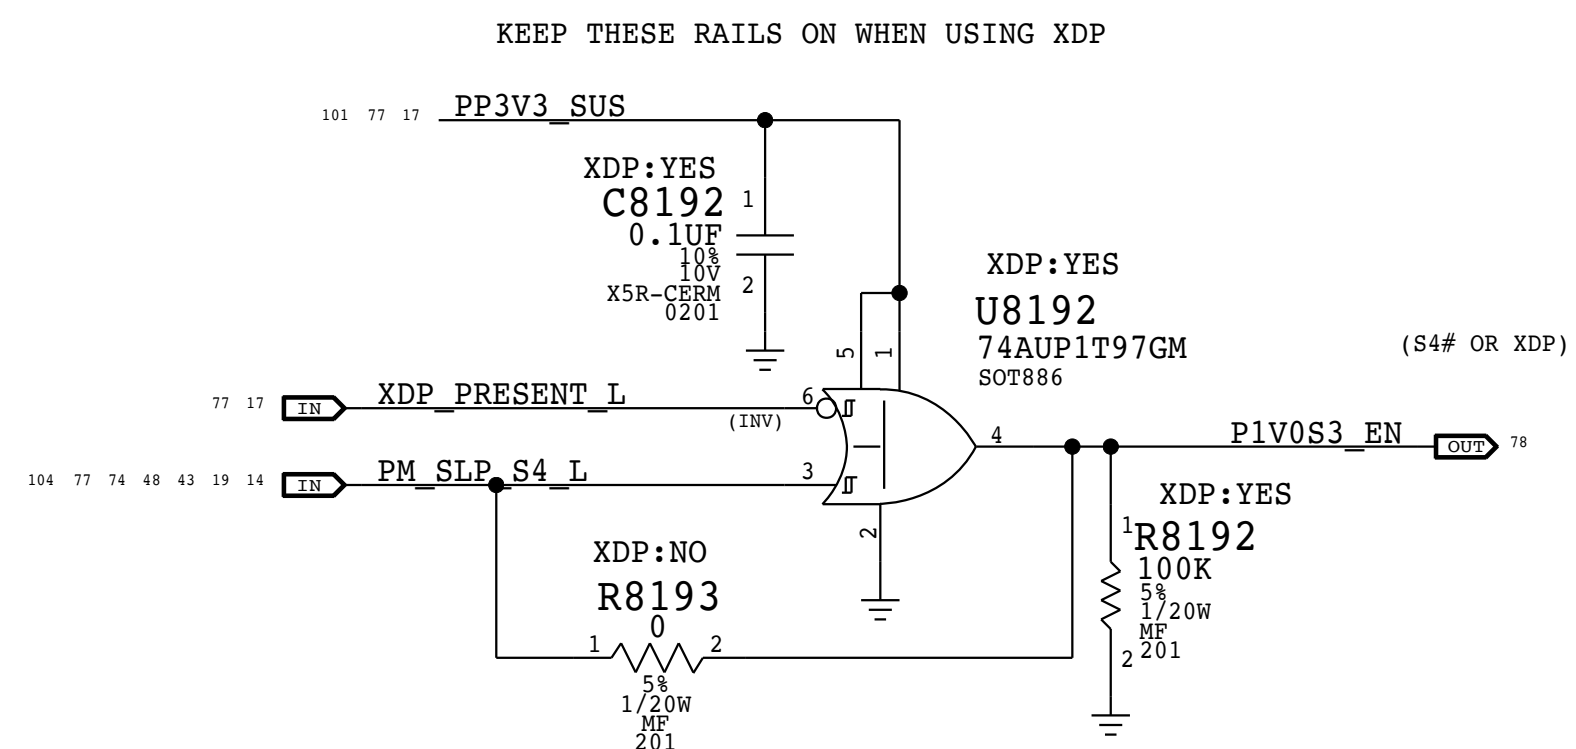 KEEP THESE RAILS ON WHEN USING XDP
101 77 17 PP3V3_SUS
XDP:YES
C8192
0.1UF
10%
10V
X5R-CERM
0201
1
2
XDP:YES
U8192
74AUP1T97GM
SOT886
(S4# OR XDP)
5 1
77 17 IN XDP_PRESENT_L 6
(INV)
4 P1V0S3_EN OUT 78
104 77 74 48 43 19 14 IN PM_SLP_S4_L 3
2
XDP:YES
1
R8192
100K
5%
1/20W
MF
201
2
XDP:NO
R8193
0
1 2
5%
1/20W
MF
201